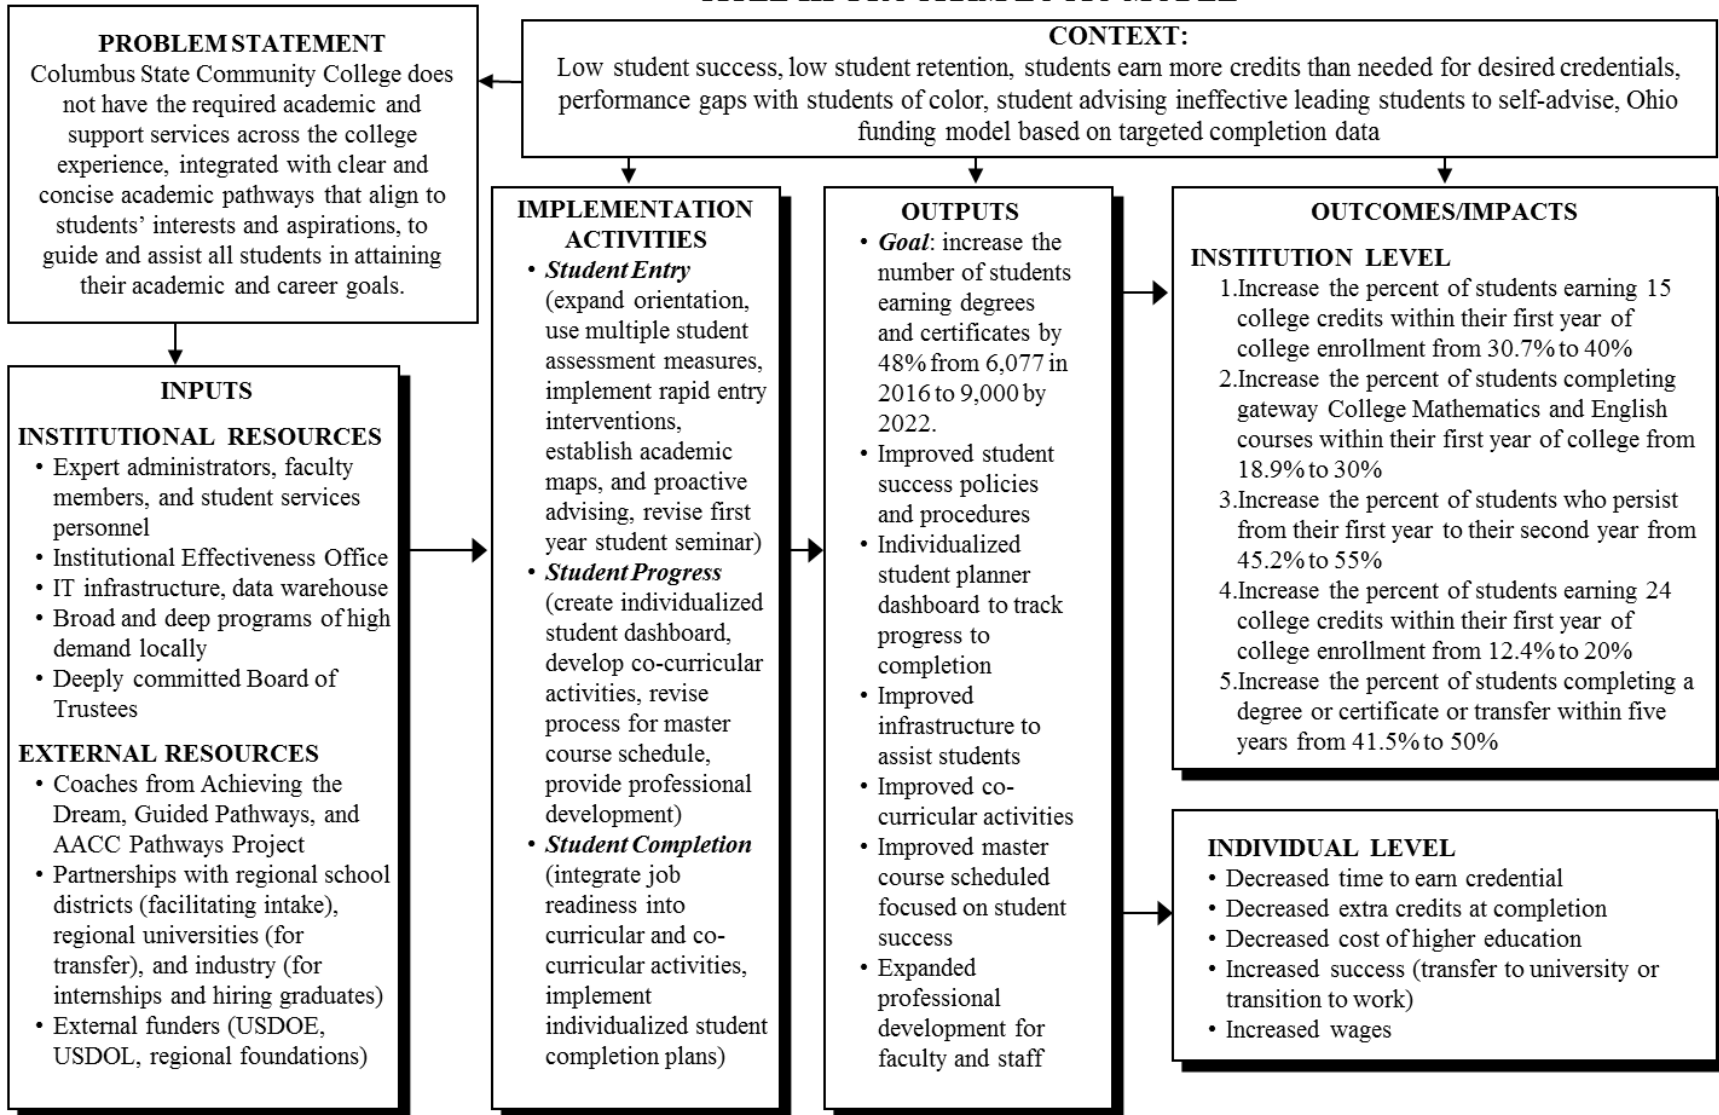 PROBLEM STATEMENT
Columbus State Community College does
not have the required academic and
support services across the college
experience, integrated with clear and
concise academic pathways that align to
students’ interests and aspirations, to
guide and assist all students in attaining
their academic and career goals.
CONTEXT:
Low student success, low student retention, students earn more credits than needed for desired credentials,
performance gaps with students of color, student advising ineffective leading students to self-advise, Ohio
funding model based on targeted completion data
INPUTS
INSTITUTIONAL RESOURCES
• Expert administrators, faculty
members, and student services
personnel
• Institutional Effectiveness Office
• IT infrastructure, data warehouse
• Broad and deep programs of high
demand locally
• Deeply committed Board of
Trustees
EXTERNAL RESOURCES
• Coaches from Achieving the
Dream, Guided Pathways, and
AACC Pathways Project
• Partnerships with regional school
districts (facilitating intake),
regional universities (for
transfer), and industry (for
internships and hiring graduates)
• External funders (USDOE,
USDOL, regional foundations)
IMPLEMENTATION
ACTIVITIES
• Student Entry
(expand orientation,
use multiple student
assessment measures,
implement rapid entry
interventions,
establish academic
maps, and proactive
advising, revise first
year student seminar)
• Student Progress
(create individualized
student dashboard,
develop co-curricular
activities, revise
process for master
course schedule,
provide professional
development)
• Student Completion
(integrate job
readiness into
curricular and co-
curricular activities,
implement
individualized student
completion plans)
OUTPUTS
• Goal: increase the
number of students
earning degrees
and certificates by
48% from 6,077 in
2016 to 9,000 by
2022.
• Improved student
success policies
and procedures
• Individualized
student planner
dashboard to track
progress to
completion
• Improved
infrastructure to
assist students
• Improved co-
curricular activities
• Improved master
course scheduled
focused on student
success
• Expanded
professional
development for
faculty and staff
OUTCOMES/IMPACTS
INSTITUTION LEVEL
1.Increase the percent of students earning 15
college credits within their first year of
college enrollment from 30.7% to 40%
2.Increase the percent of students completing
gateway College Mathematics and English
courses within their first year of college from
18.9% to 30%
3.Increase the percent of students who persist
from their first year to their second year from
45.2% to 55%
4.Increase the percent of students earning 24
college credits within their first year of
college enrollment from 12.4% to 20%
5.Increase the percent of students completing a
degree or certificate or transfer within five
years from 41.5% to 50%
INDIVIDUAL LEVEL
• Decreased time to earn credential
• Decreased extra credits at completion
• Decreased cost of higher education
• Increased success (transfer to university or
transition to work)
• Increased wages